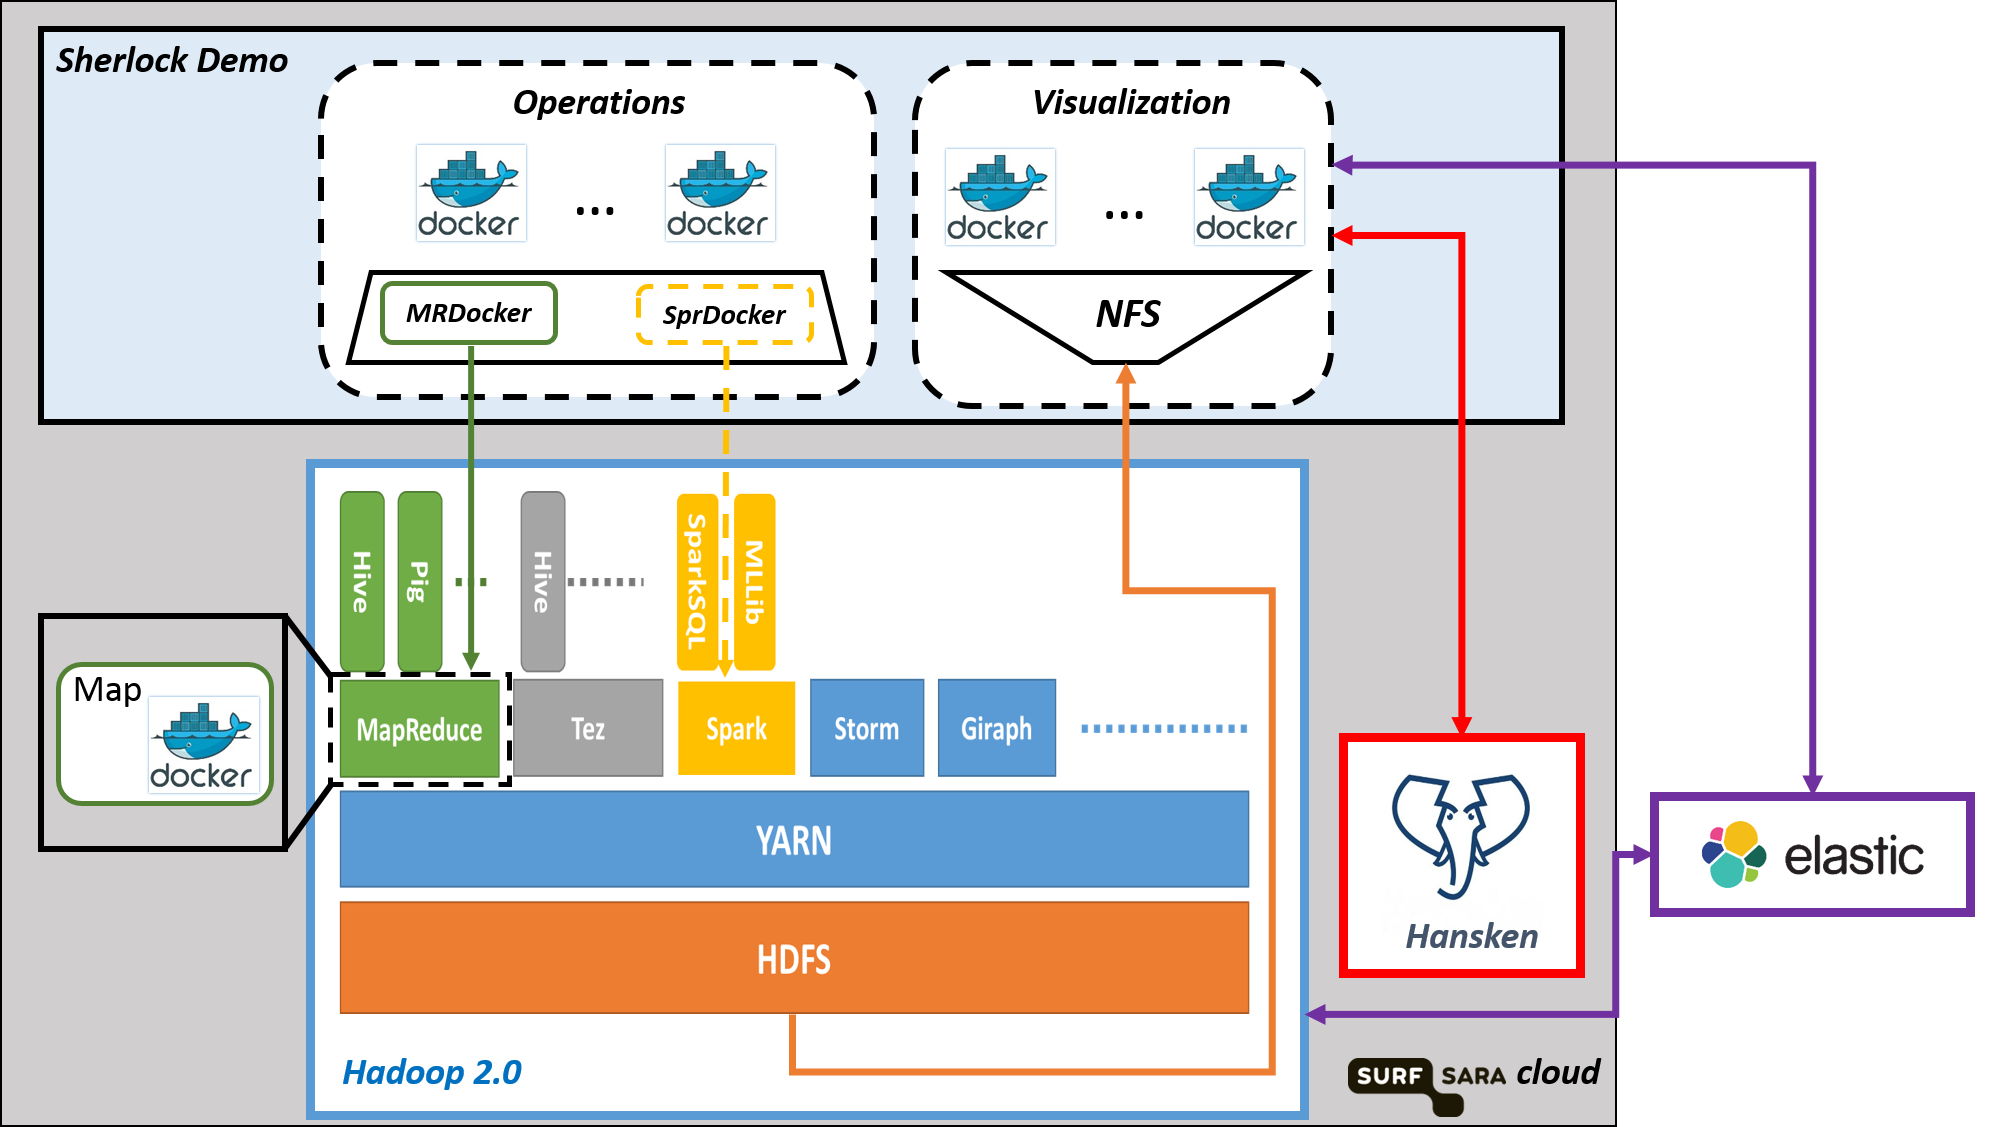 Sherlock Demo
Operations
docker
...
docker
MRDocker
SprDocker
Visualization
docker
...
docker
NFS
Hive
Pig
Hive
SparkSQL
MLLib
Map
docker
MapReduce
Tez
Spark
Storm
Giraph
YARN
HDFS
Hadoop 2.0
Hansken
elastic
SURF SARA cloud